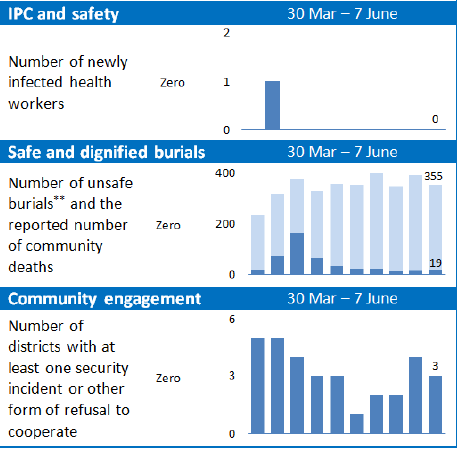 IPC and safety 30 Mar – 7 June
Number of newly
infected health
workers
Zero
2
1
0
0
Safe and dignified burials 30 Mar – 7 June
Number of unsafe
burials** and the
reported number
of community
deaths
Zero
400
200
0
355
19
Community engagement 30 Mar – 7 June
Number of
districts with at
least one security
incident or other
form of refusal to
cooperate
Zero
6
3
0
3